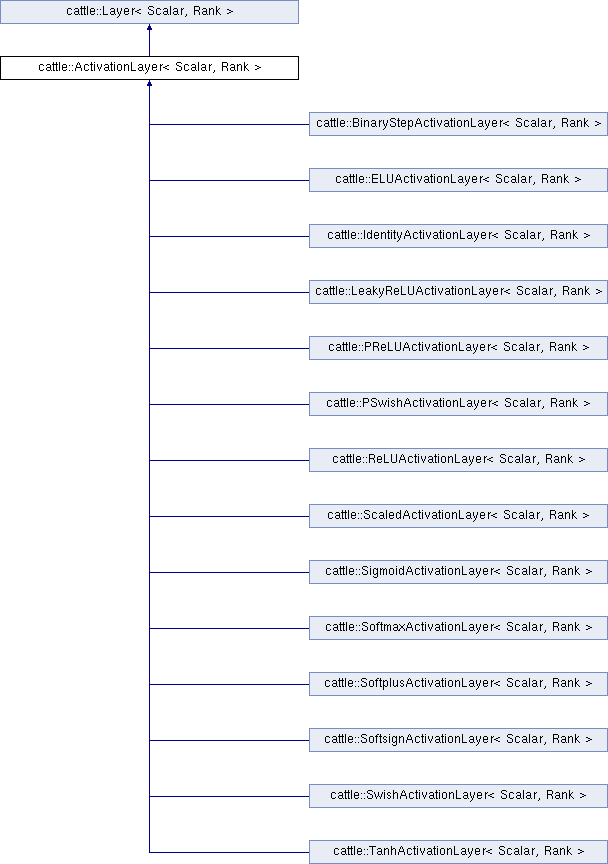 cattle::Layer< Scalar, Rank >
cattle::ActivationLayer< Scalar, Rank >
cattle::BinaryStepActivationLayer< Scalar, Rank >
cattle::ELUActivationLayer< Scalar, Rank >
cattle::IdentityActivationLayer< Scalar, Rank >
cattle::LeakyReLUActivationLayer< Scalar, Rank >
cattle::PReLUActivationLayer< Scalar, Rank >
cattle::PSwishActivationLayer< Scalar, Rank >
cattle::ReLUActivationLayer< Scalar, Rank >
cattle::ScaledActivationLayer< Scalar, Rank >
cattle::SigmoidActivationLayer< Scalar, Rank >
cattle::SoftmaxActivationLayer< Scalar, Rank >
cattle::SoftplusActivationLayer< Scalar, Rank >
cattle::SoftsignActivationLayer< Scalar, Rank >
cattle::SwishActivationLayer< Scalar, Rank >
cattle::TanhActivationLayer< Scalar, Rank >